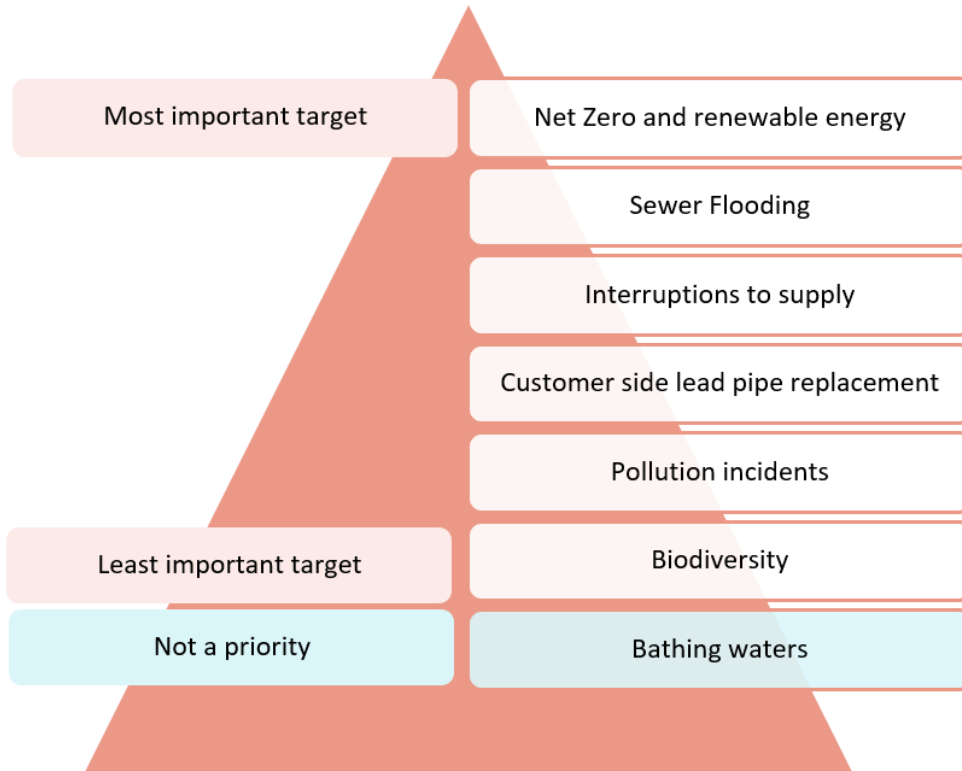 Most important target
Net Zero and renewable energy
Sewer Flooding
Interruptions to supply
Customer side lead pipe replacement
Pollution incidents
Least important target
Biodiversity
Not a priority
Bathing waters